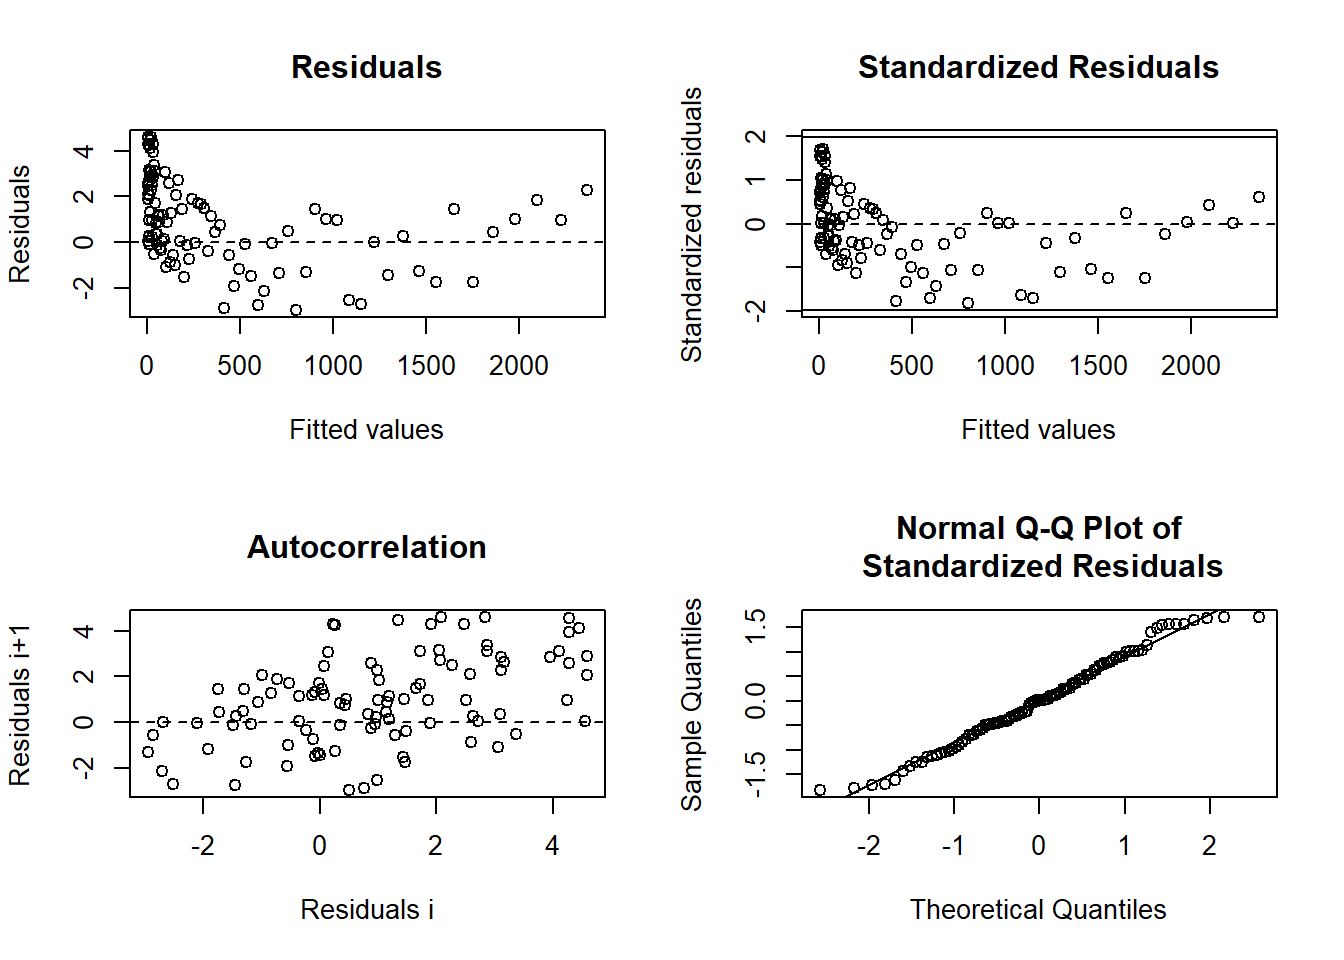 Residuals
Residuals
4
2
0
-2
0 500 1000 1500 2000
Fitted values
Standardized Residuals
Standardized residuals
2
1
0
-2
0 500 1000 1500 2000
Fitted values
Autocorrelation
Residuals i+1
4
2
0
-2
-2 0 2 4
Residuals i
Normal Q-Q Plot of
Standardized Residuals
Sample Quantiles
1.5
0.0
-1.5
-2 -1 0 1 2
Theoretical Quantiles